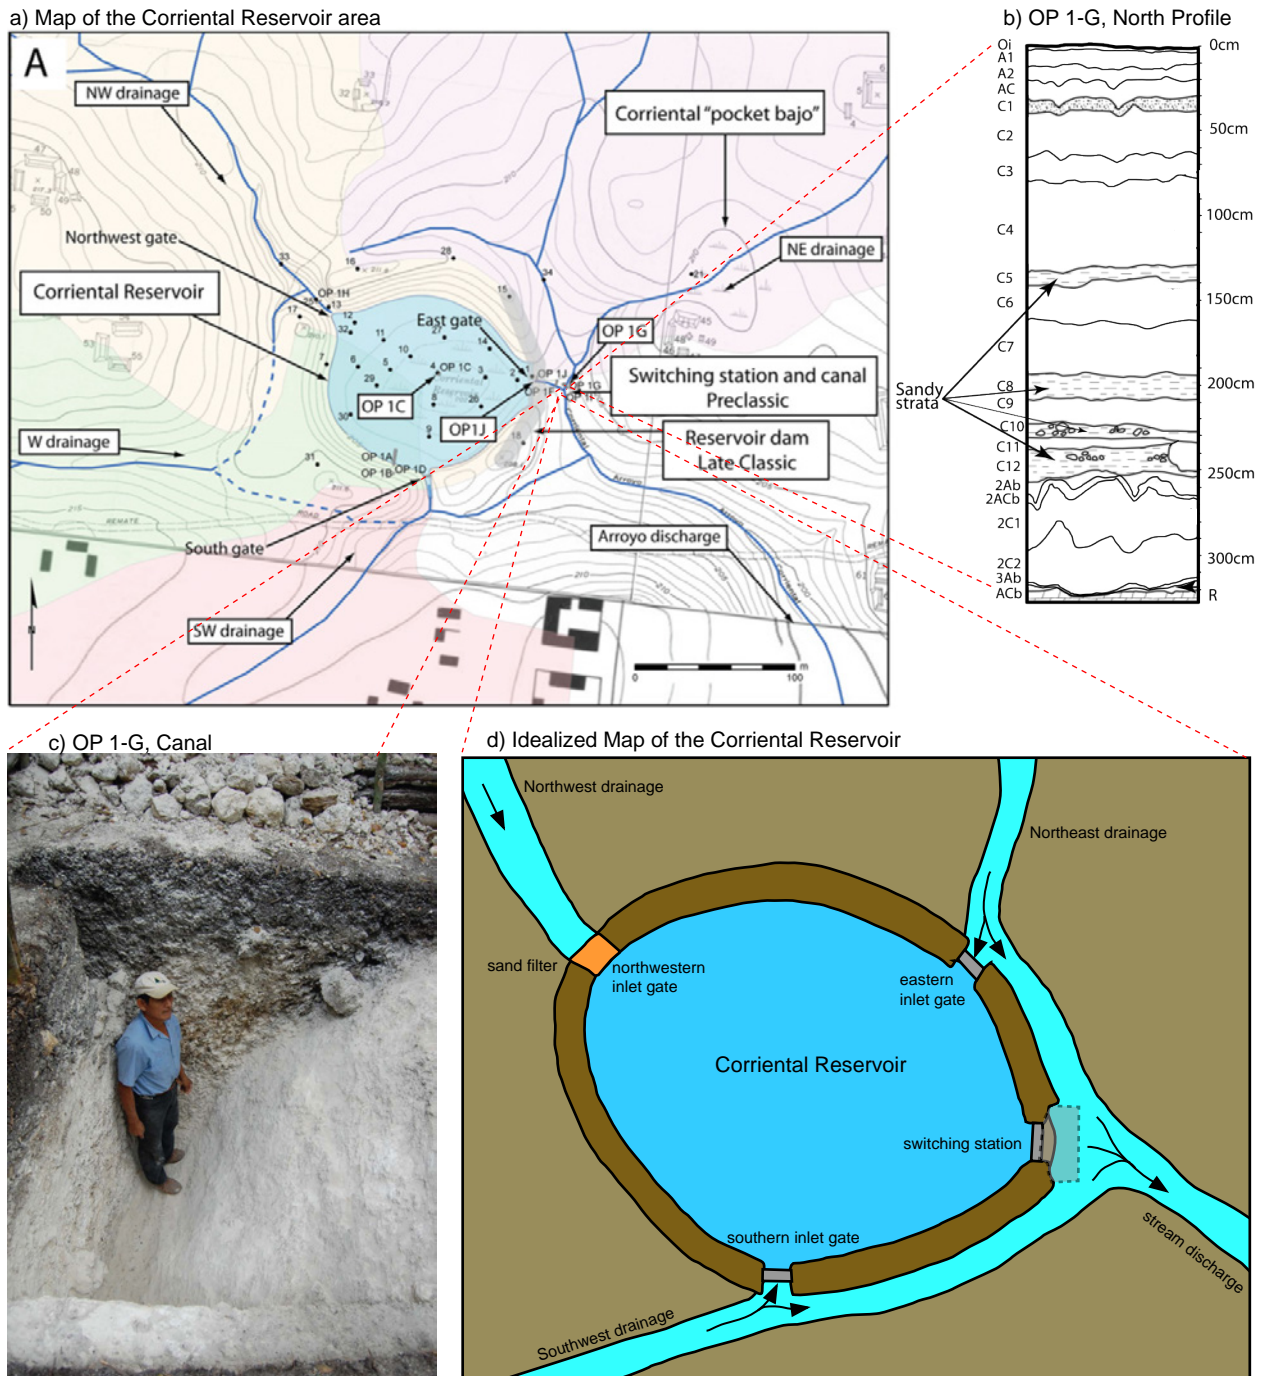 a) Map of the Corriental Reservoir area
A
NW drainage
Corriental "pocket bajo"
Northwest gate
NE drainage
Corriental Reservoir
East gate
OP 1G
OP 1H
OP 1C
OP 1C
OP 1J
OP1J
OP 1G
OP 1A
OP 1B
OP 1D
Switching station and canal
Preclassic
Reservoir dam
Late Classic
W drainage
South gate
Arroyo discharge
SW drainage
N
0
100
m
b) OP 1-G, North Profile
Oi
A1
A2
AC
C1
C2
C3
C4
C5
C6
C7
C8
C9
C10
C11
C12
2Ab
2ACb
2C1
2C2
3Ab
ACb
0cm
50cm
100cm
150cm
200cm
250cm
300cm
R
Sandy
strata
c) OP 1-G, Canal
d) Idealized Map of the Corriental Reservoir
Northwest drainage
Northeast drainage
sand filter
northwestern
inlet gate
eastern
inlet gate
Corriental Reservoir
switching station
southern inlet gate
stream discharge
Southwest drainage